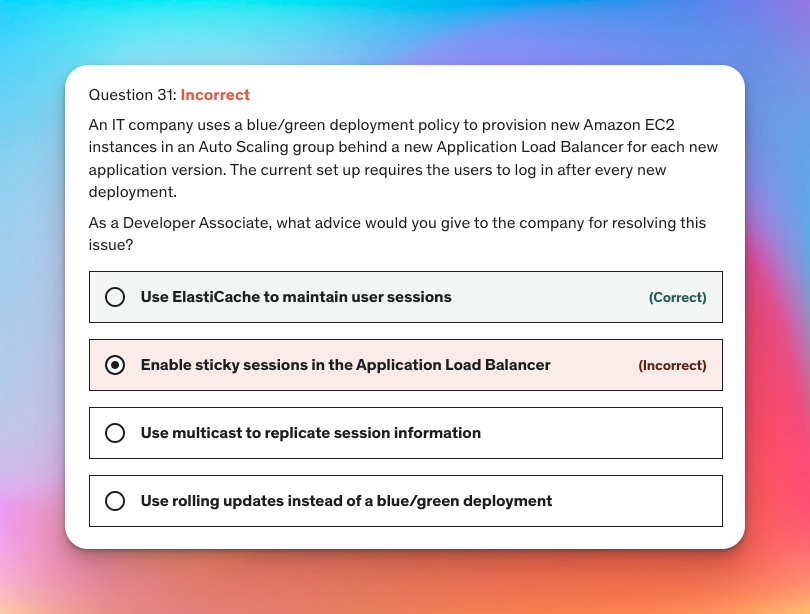 Question 31: Incorrect
An IT company uses a blue/green deployment policy to provision new Amazon EC2
instances in an Auto Scaling group behind a new Application Load Balancer for each new
application version. The current set up requires the users to log in after every new
deployment.
As a Developer Associate, what advice would you give to the company for resolving this
issue?
Use ElastiCache to maintain user sessions (Correct)
Enable sticky sessions in the Application Load Balancer (Incorrect)
Use multicast to replicate session information
Use rolling updates instead of a blue/green deployment